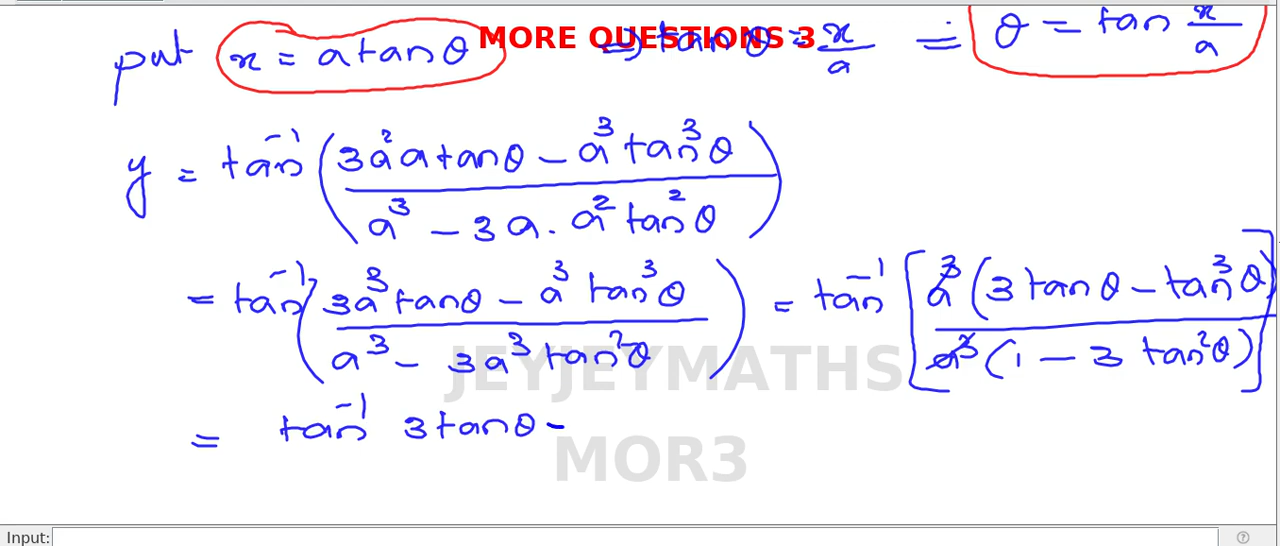 MORE QUESTIONS 3
put x = a tan θ ⇒ tan θ = x/a = θ = tan x/a
y = tan⁻¹ ( (3a² a tan θ − a³ tan³ θ) / (a³ − 3a . a² tan² θ) )
= tan⁻¹ ( (3a³ tan θ − a³ tan³ θ) / (a³ − 3a³ tan² θ) ) = tan⁻¹ [ a³ (3 tan θ − tan³ θ) / a³ (1 − 3 tan² θ) ]
= tan⁻¹ 3 tan θ −
JEYJEYMATHS
MOR3
Input: